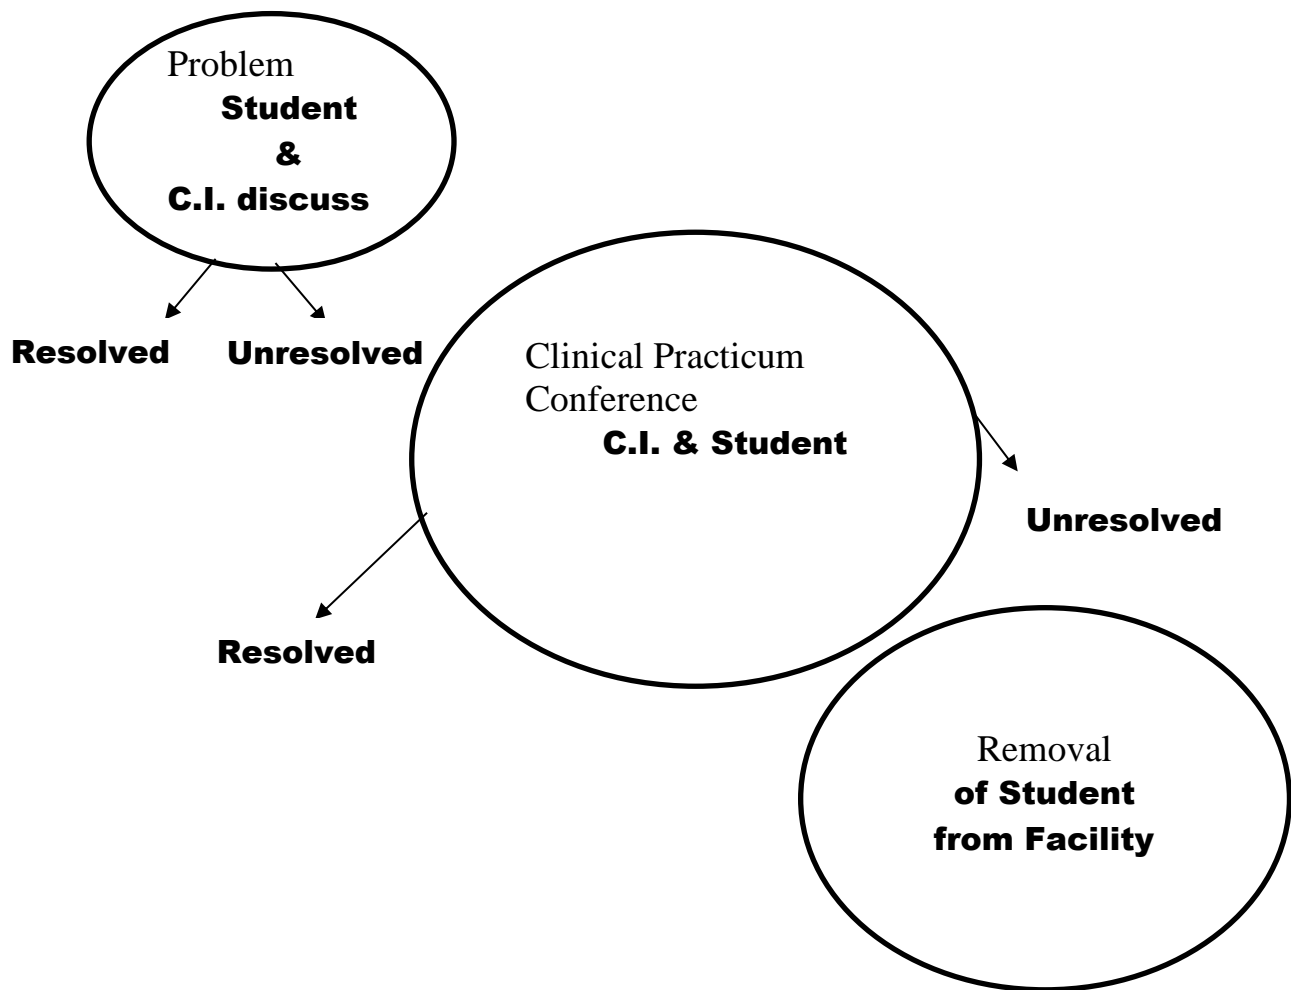 Problem
Student
&
C.I. discuss
Resolved
Unresolved
Clinical Practicum
Conference
C.I. & Student
Unresolved
Resolved
Removal
of Student
from Facility